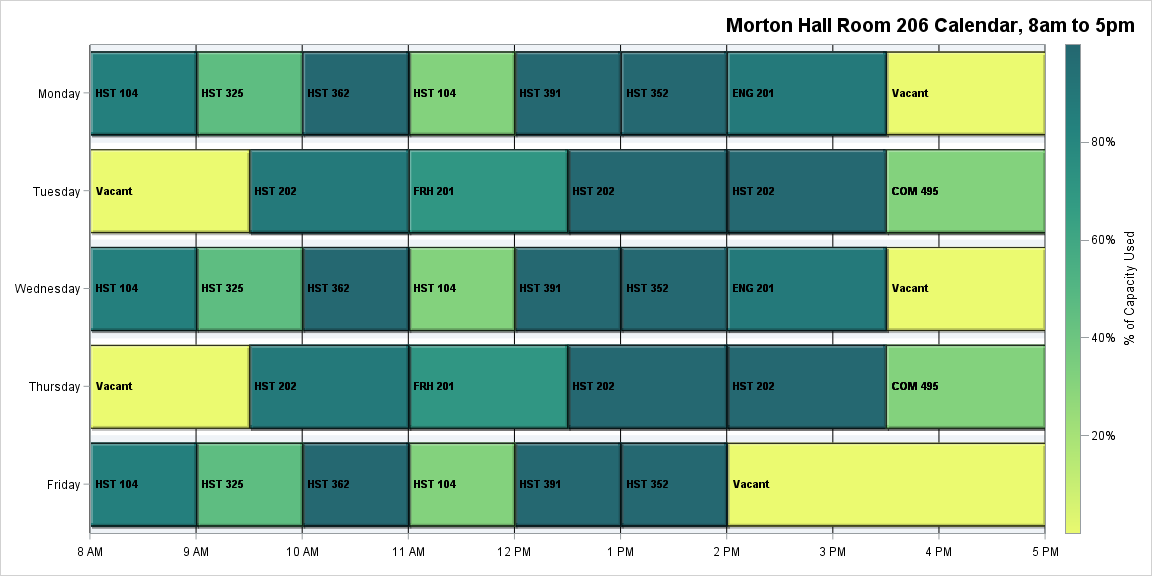 Morton Hall Room 206 Calendar, 8am to 5pm
Monday
HST 104
HST 325
HST 362
HST 104
HST 391
HST 352
ENG 201
Vacant
Tuesday
Vacant
HST 202
FRH 201
HST 202
HST 202
COM 495
Wednesday
HST 104
HST 325
HST 362
HST 104
HST 391
HST 352
ENG 201
Vacant
Thursday
Vacant
HST 202
FRH 201
HST 202
HST 202
COM 495
Friday
HST 104
HST 325
HST 362
HST 104
HST 391
HST 352
Vacant
8 AM
9 AM
10 AM
11 AM
12 PM
1 PM
2 PM
3 PM
4 PM
5 PM
80%
60%
40%
20%
% of Capacity Used